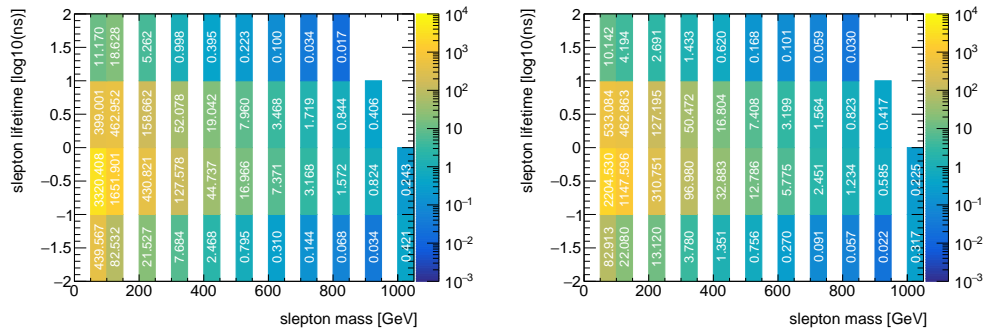 slepton lifetime [log10(ns)]
2
1.5
1
0.5
0
−0.5
−1
−1.5
−2
11.170 18.628 5.262 0.998 0.395 0.223 0.100 0.034 0.017
399.001 462.952 158.662 52.078 19.042 7.960 3.468 1.719 0.844 0.406
3320.408 1651.901 430.821 127.578 44.737 16.966 7.371 3.168 1.572 0.824 0.243
439.567 82.532 21.527 7.684 2.468 0.795 0.310 0.144 0.068 0.034 0.421
0 200 400 600 800 1000
slepton mass [GeV]
10^4
10^3
10^2
10
1
10^−1
10^−2
10^−3
slepton lifetime [log10(ns)]
2
1.5
1
0.5
0
−0.5
−1
−1.5
−2
10.142 4.194 2.691 1.433 0.620 0.168 0.101 0.059 0.030
533.084 462.863 127.195 50.472 16.804 7.408 3.199 1.564 0.823 0.417
2204.530 1147.596 310.751 96.980 32.883 12.786 5.775 2.451 1.234 0.585 0.225
82.913 22.080 13.120 3.780 1.351 0.756 0.270 0.091 0.057 0.022 0.317
0 200 400 600 800 1000
slepton mass [GeV]
10^4
10^3
10^2
10
1
10^−1
10^−2
10^−3